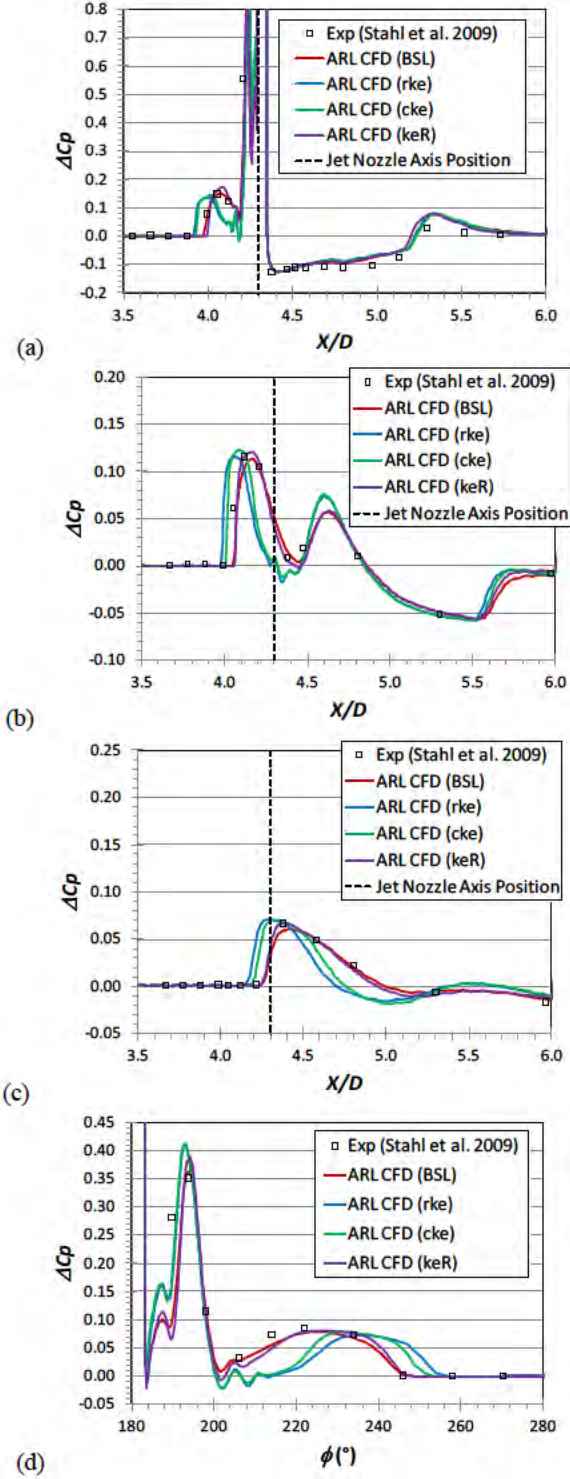 0.8
0.7
0.6
0.5
0.4
0.3
0.2
0.1
0.0
-0.1
-0.2
ΔCp
3.5 4.0 4.5 5.0 5.5 6.0
X/D
Exp (Stahl et al. 2009)
ARL CFD (BSL)
ARL CFD (rke)
ARL CFD (cke)
ARL CFD (keR)
Jet Nozzle Axis Position
(a)
0.20
0.15
0.10
0.05
0.00
-0.05
-0.10
ΔCp
3.5 4.0 4.5 5.0 5.5 6.0
X/D
Exp (Stahl et al. 2009)
ARL CFD (BSL)
ARL CFD (rke)
ARL CFD (cke)
ARL CFD (keR)
Jet Nozzle Axis Position
(b)
0.25
0.20
0.15
0.10
0.05
0.00
-0.05
ΔCp
3.5 4.0 4.5 5.0 5.5 6.0
X/D
Exp (Stahl et al. 2009)
ARL CFD (BSL)
ARL CFD (rke)
ARL CFD (cke)
ARL CFD (keR)
Jet Nozzle Axis Position
(c)
0.45
0.40
0.35
0.30
0.25
0.20
0.15
0.10
0.05
0.00
-0.05
ΔCp
180 200 220 240 260 280
ϕ(°)
Exp (Stahl et al. 2009)
ARL CFD (BSL)
ARL CFD (rke)
ARL CFD (cke)
ARL CFD (keR)
(d)